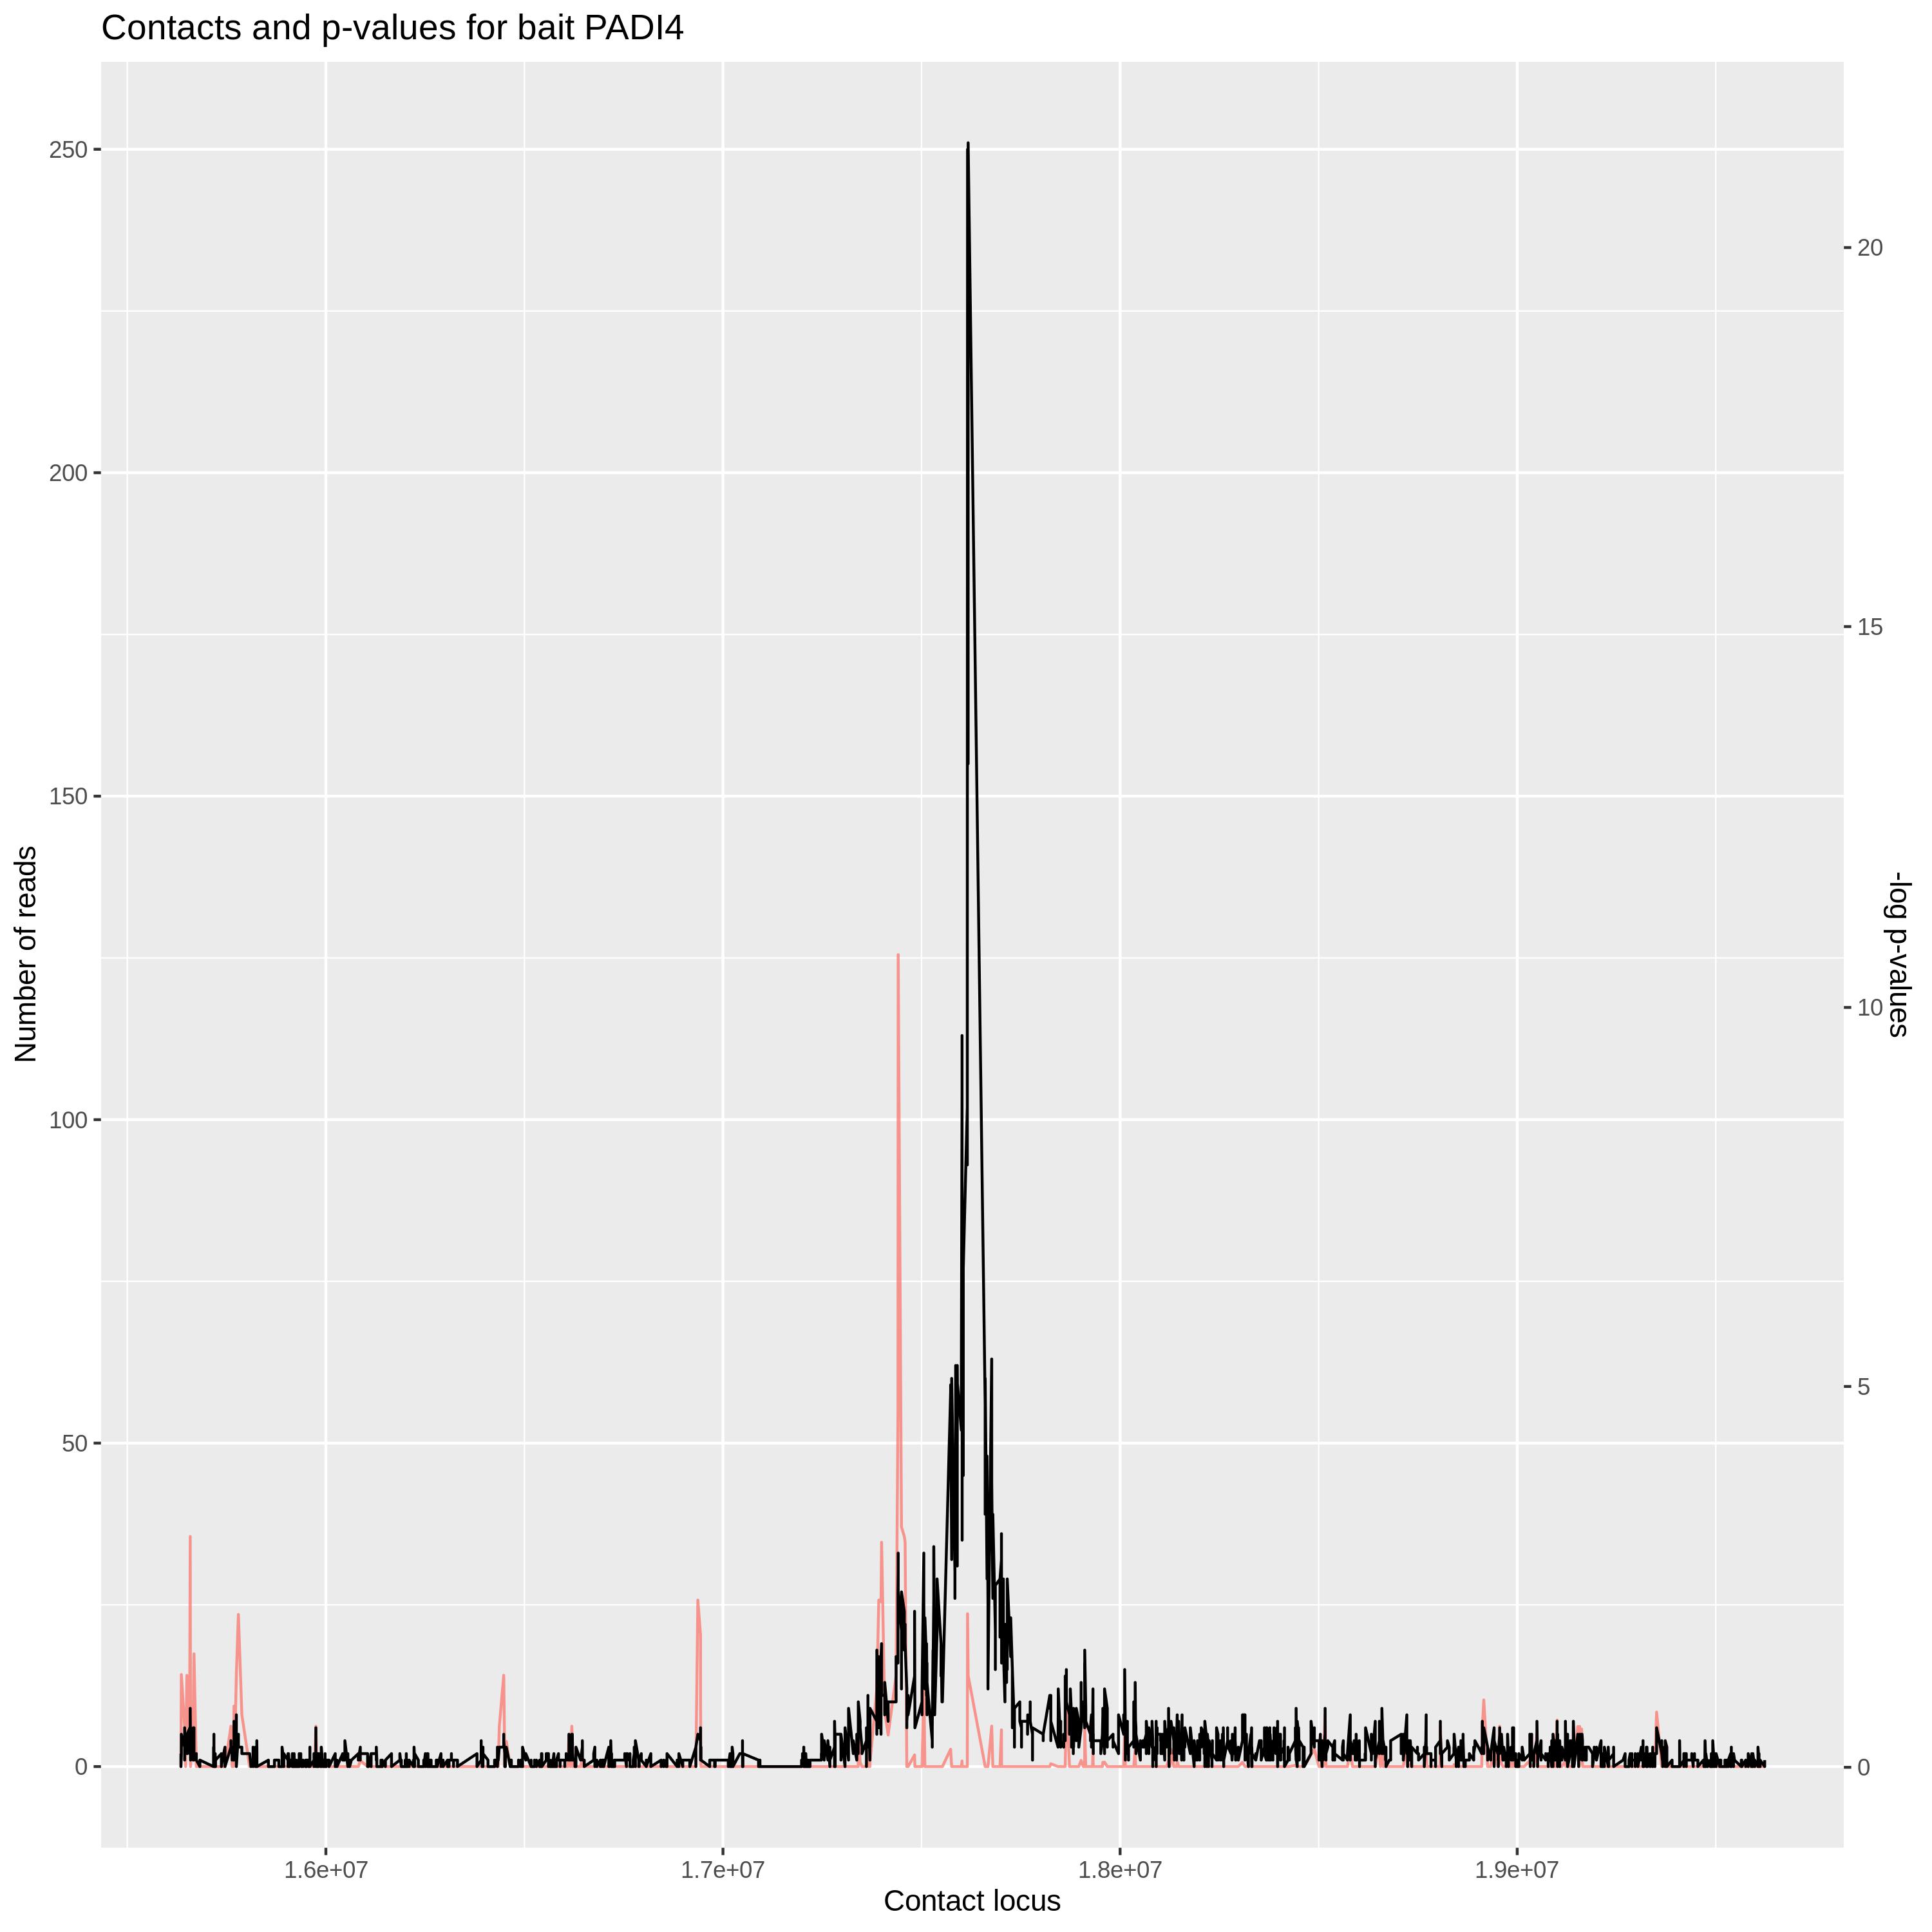 Contacts and p-values for bait PADI4
250
200
150
100
50
0
Number of reads
20
15
10
5
0
-log p-values
1.6e+07
1.7e+07
1.8e+07
1.9e+07
Contact locus